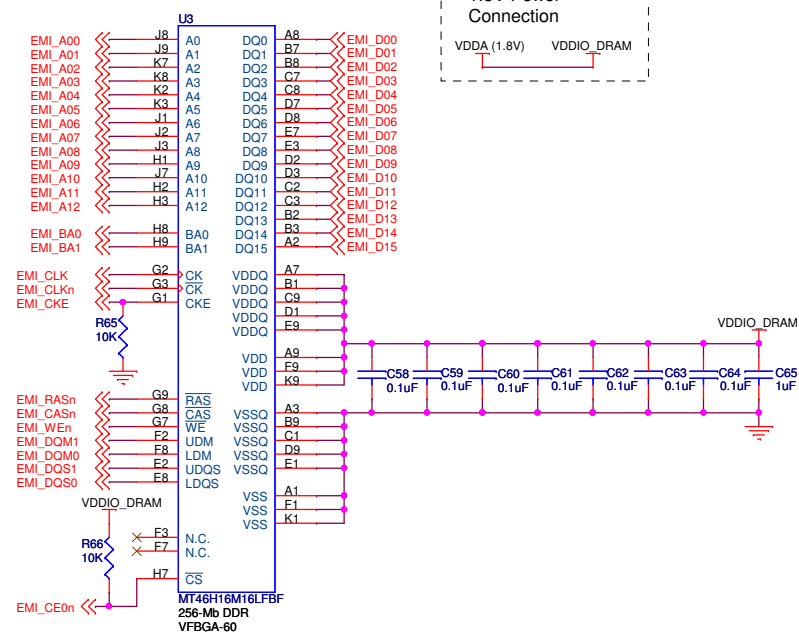 1.8V Power
Connection
VDDA (1.8V) VDDIO_DRAM
U3
EMI_A00 J8 A0 DQ0 A8 EMI_D00
EMI_A01 J9 A1 DQ1 B7 EMI_D01
EMI_A02 K7 A2 DQ2 B8 EMI_D02
EMI_A03 K8 A3 DQ3 C7 EMI_D03
EMI_A04 K2 A4 DQ4 C8 EMI_D04
EMI_A05 K3 A5 DQ5 D7 EMI_D05
EMI_A06 J1 A6 DQ6 D8 EMI_D06
EMI_A07 J2 A7 DQ7 E7 EMI_D07
EMI_A08 J3 A8 DQ8 E3 EMI_D08
EMI_A09 H1 A9 DQ9 D2 EMI_D09
EMI_A10 J7 A10 DQ10 D3 EMI_D10
EMI_A11 H2 A11 DQ11 C2 EMI_D11
EMI_A12 H3 A12 DQ12 C3 EMI_D12
DQ13 B2 EMI_D13
EMI_BA0 H8 BA0 DQ14 B3 EMI_D14
EMI_BA1 H9 BA1 DQ15 A2 EMI_D15
EMI_CLK G2 CK VDDQ A7
EMI_CLKn G3 CK VDDQ B1
EMI_CKE G1 CKE VDDQ C9
VDDQ D1
VDDQ E9
R65
10K
VDD A9
VDD F9
VDD K9
VDDIO_DRAM
C58 C59 C60 C61 C62 C63 C64 C65
0.1uF 0.1uF 0.1uF 0.1uF 0.1uF 0.1uF 0.1uF 1uF
EMI_RASn G9 RAS
EMI_CASn G8 CAS VSSQ A3
EMI_WEn G7 WE VSSQ B9
EMI_DQM1 F2 UDM VSSQ C1
EMI_DQM0 F8 LDM VSSQ D9
EMI_DQS1 E2 UDQS VSSQ E1
EMI_DQS0 E8 LDQS
VDDIO_DRAM
VSS A1
VSS F1
VSS K1
F3 N.C.
F7 N.C.
R66
10K
H7 CS
EMI_CE0n
MT46H16M16LFBF
256-Mb DDR
VFBGA-60